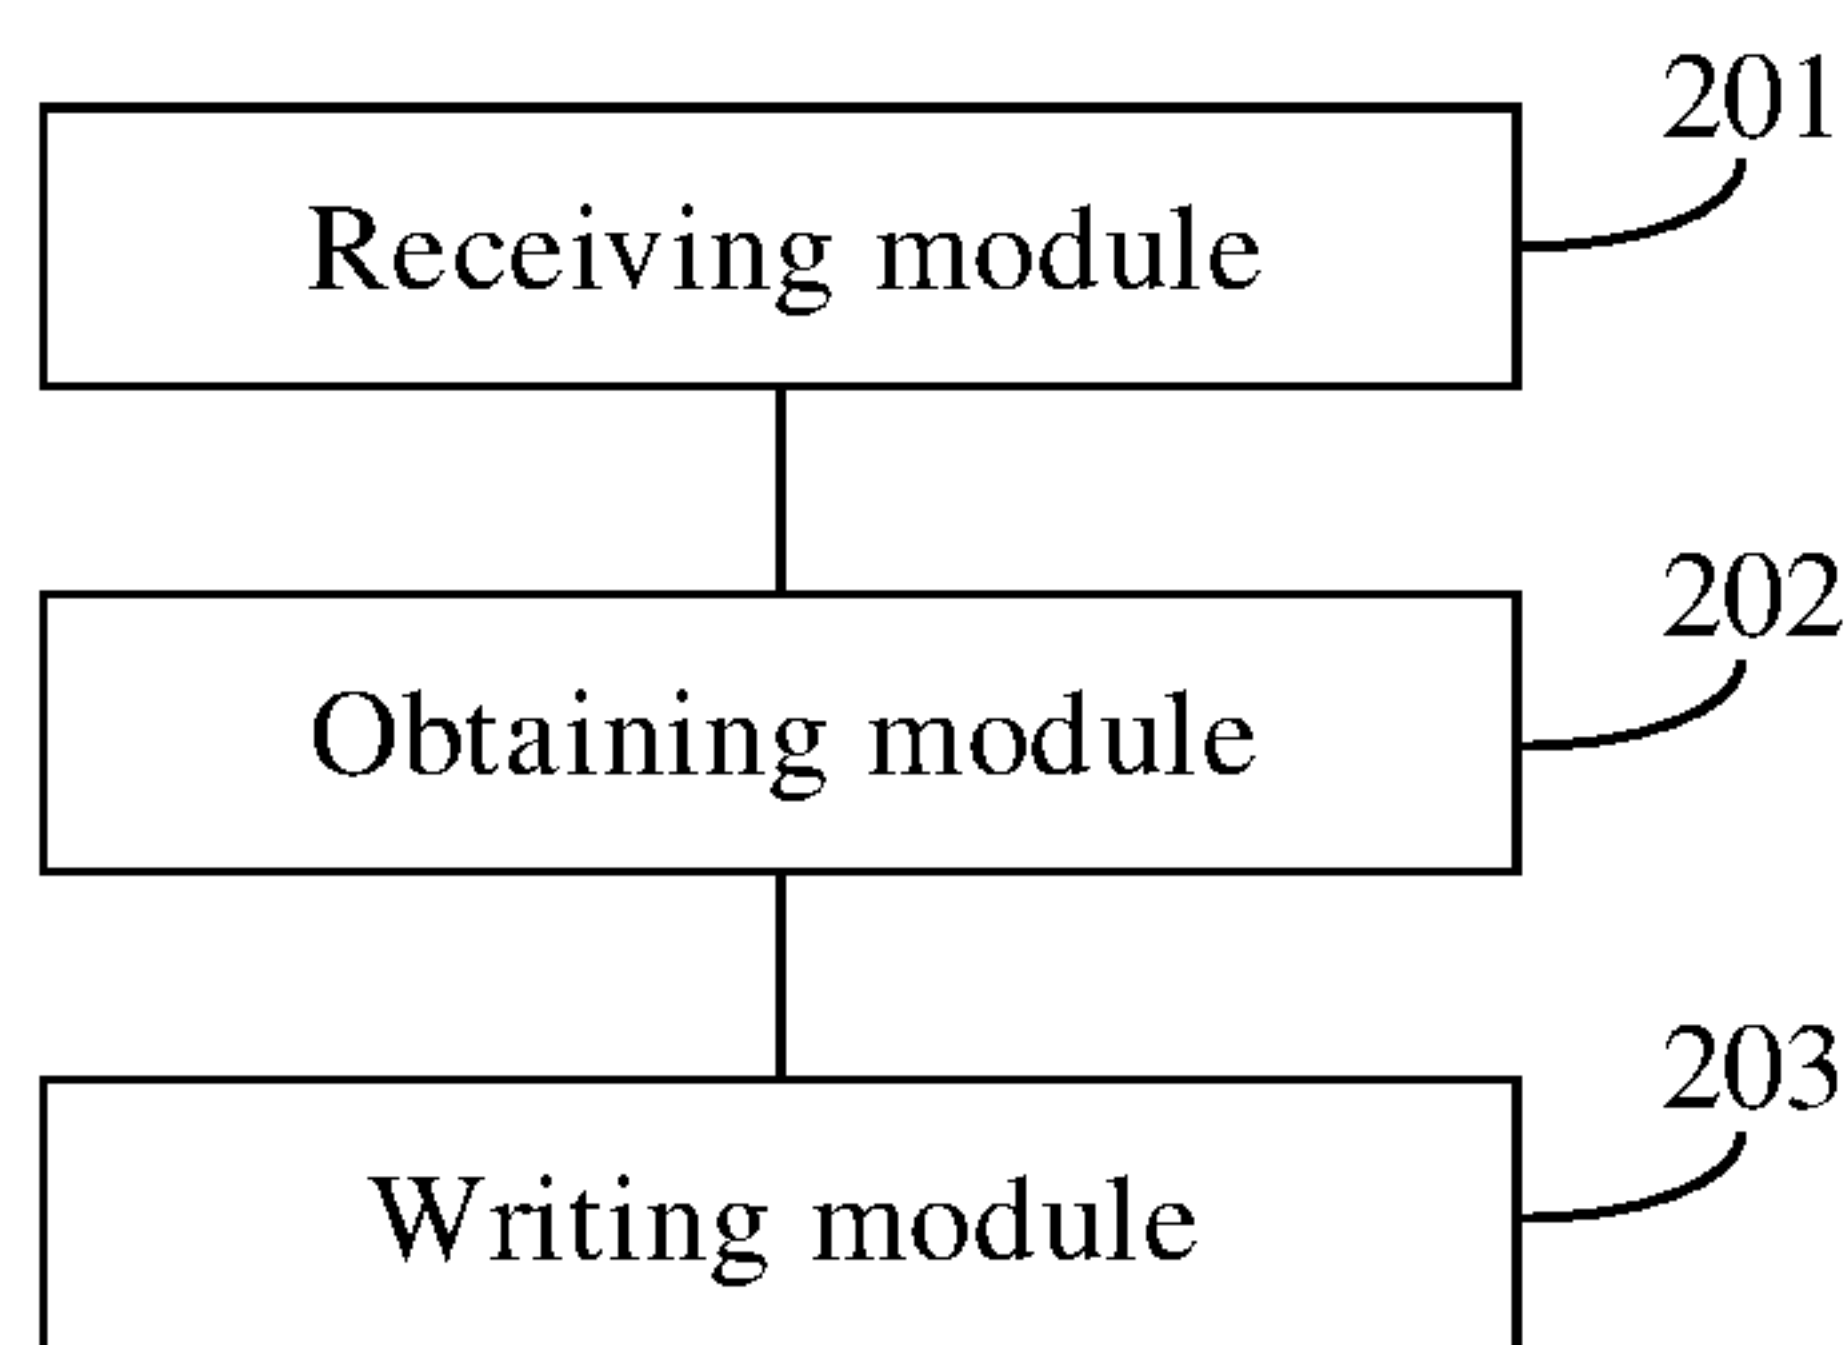 201
Receiving module
202
Obtaining module
203
Writing module